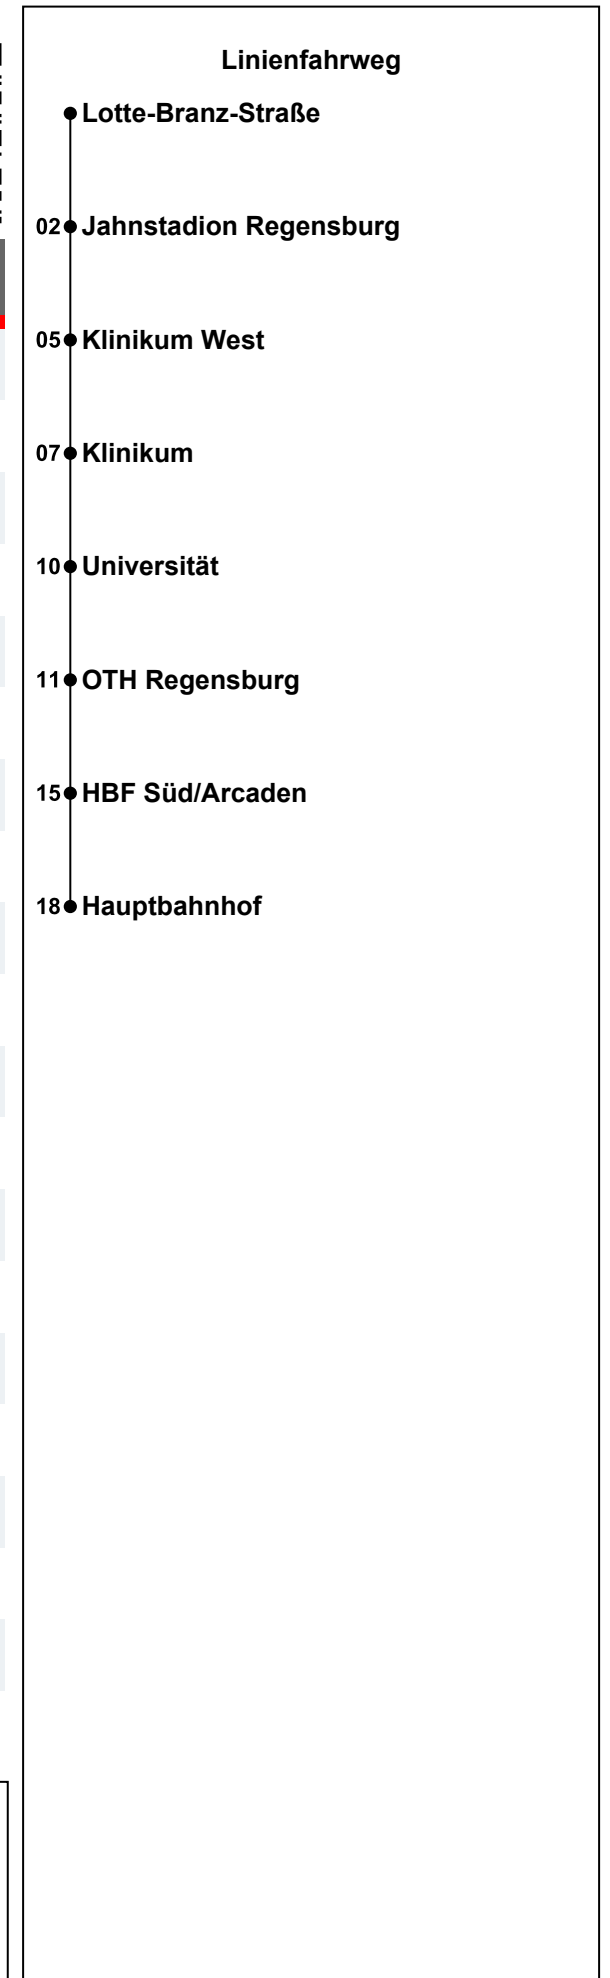 Linienfahrweg
Lotte-Branz-Straße
02 Jahnstadion Regensburg
05 Klinikum West
07 Klinikum
10 Universität
11 OTH Regensburg
15 HBF Süd/Arcaden
18 Hauptbahnhof